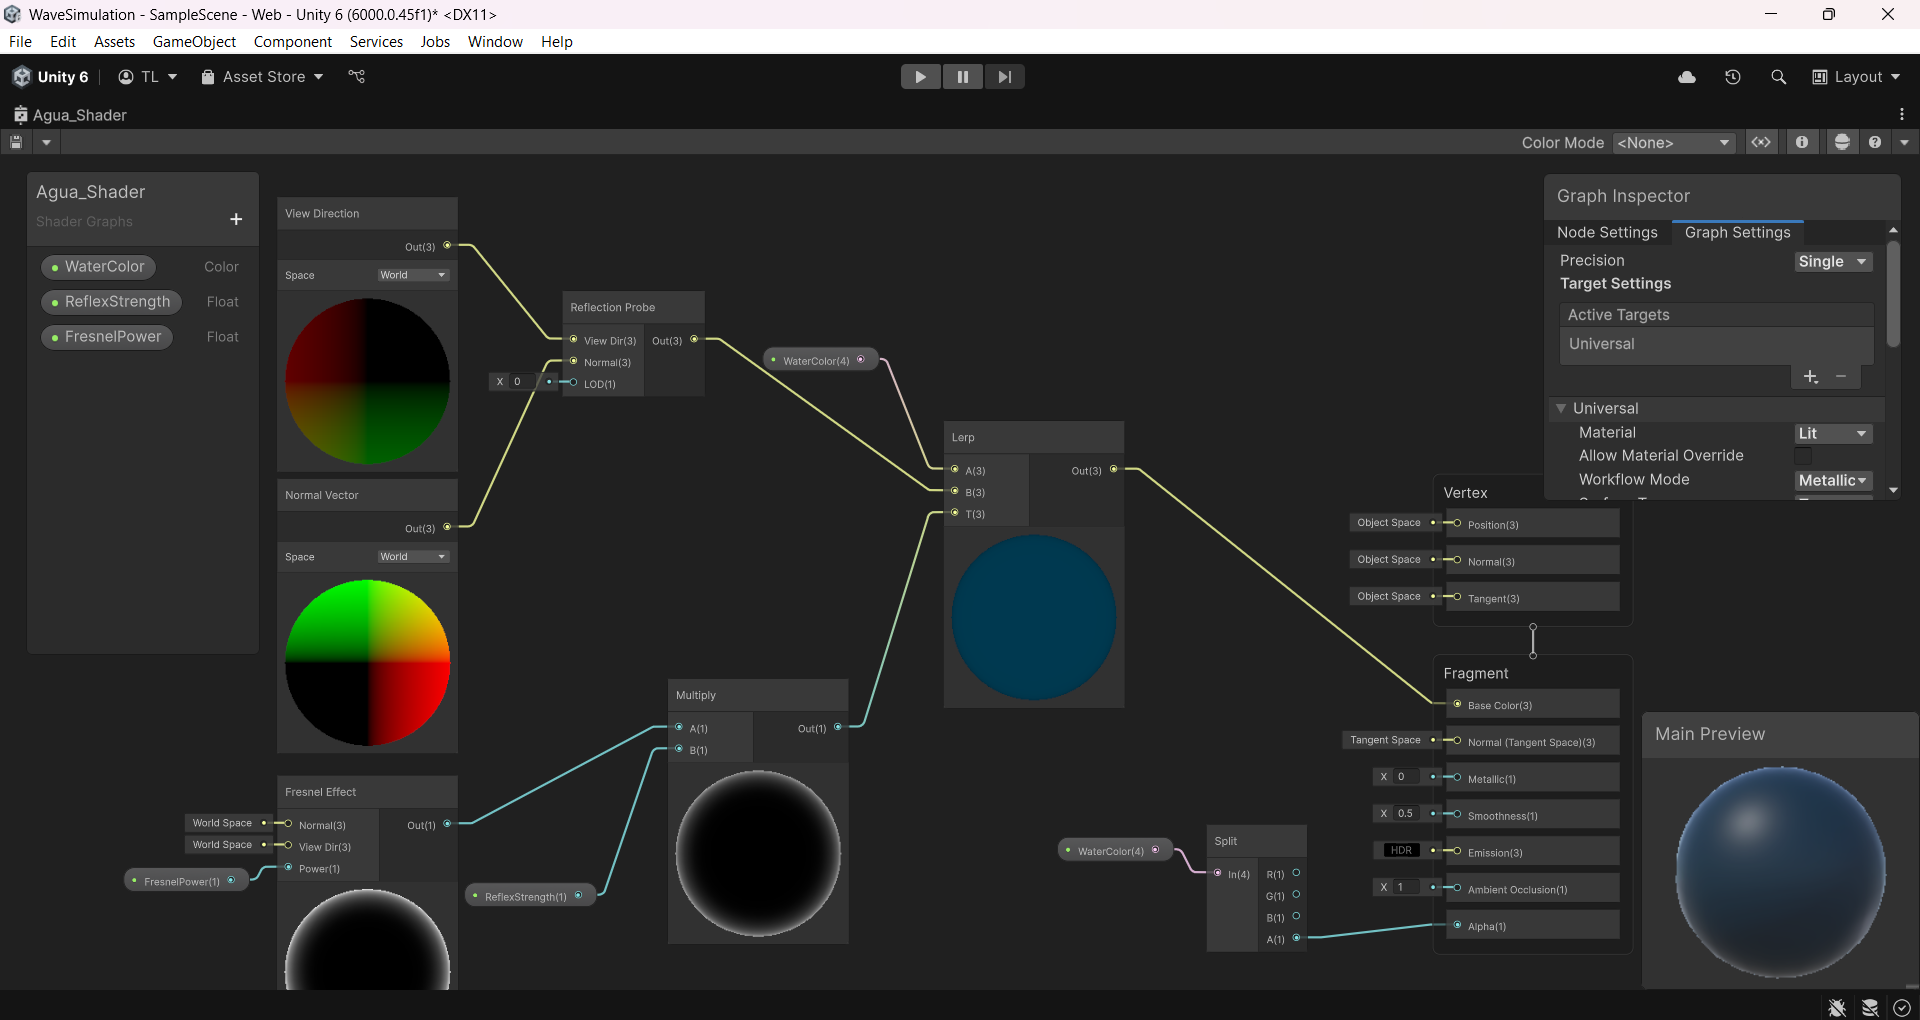 WaveSimulation - SampleScene - Web - Unity 6 (6000.0.45f1)* <DX11>
File Edit Assets GameObject Component Services Jobs Window Help
Unity 6 TL Asset Store Layout
Agua_Shader
Color Mode <None>
Agua_Shader
Shader Graphs
+
WaterColor Color
ReflexStrength Float
FresnelPower Float
View Direction
Out(3)
Space World
Normal Vector
Out(3)
Space World
Fresnel Effect
World Space Normal(3) Out(1)
World Space View Dir(3)
FresnelPower(1) Power(1)
Reflection Probe
View Dir(3) Out(3)
Normal(3)
X 0 LOD(1)
WaterColor(4)
ReflexStrength(1)
Multiply
A(1) Out(1)
B(1)
Lerp
A(3) Out(3)
B(3)
T(3)
WaterColor(4)
Split
In(4) R(1)
G(1)
B(1)
A(1)
Vertex
Object Space Position(3)
Object Space Normal(3)
Object Space Tangent(3)
Fragment
Base Color(3)
Tangent Space Normal (Tangent Space)(3)
X 0 Metallic(1)
X 0.5 Smoothness(1)
HDR Emission(3)
X 1 Ambient Occlusion(1)
Alpha(1)
Graph Inspector
Node Settings Graph Settings
Precision Single
Target Settings
Active Targets
Universal
+ −
Universal
Material Lit
Allow Material Override
Workflow Mode Metallic
Main Preview